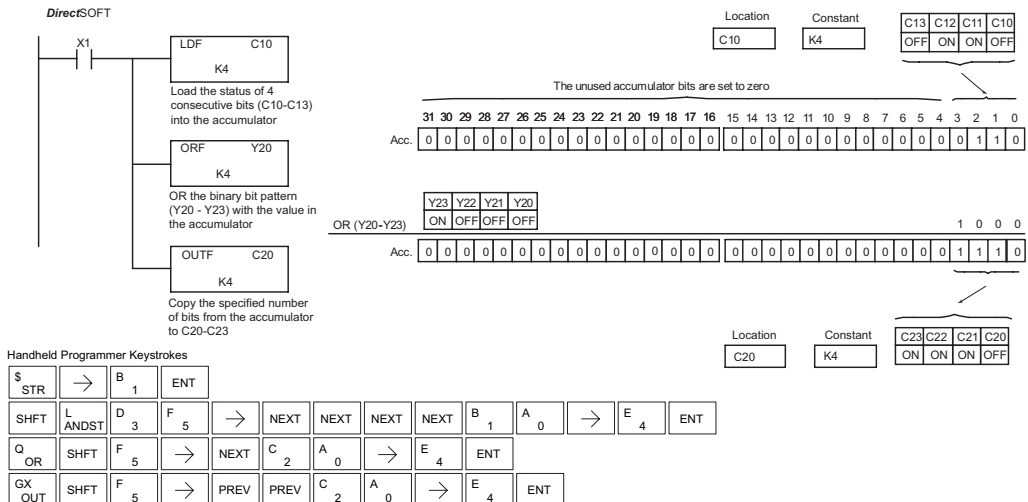 DirectSOFT
X1
LDF C10
K4
Load the status of 4
consecutive bits (C10-C13)
into the accumulator
ORF Y20
K4
OR the binary bit pattern
(Y20 - Y23) with the value in
the accumulator
OUTF C20
K4
Copy the specified number
of bits from the accumulator
to C20-C23
Location Constant
C10 K4
C13 C12 C11 C10
OFF ON ON OFF
The unused accumulator bits are set to zero
31 30 29 28 27 26 25 24 23 22 21 20 19 18 17 16 15 14 13 12 11 10 9 8 7 6 5 4 3 2 1 0
Acc. 0 0 0 0 0 0 0 0 0 0 0 0 0 0 0 0 0 0 0 0 0 0 0 0 0 0 0 0 0 1 1 0
Y23 Y22 Y21 Y20
ON OFF OFF OFF
OR (Y20-Y23) 1 0 0 0
Acc. 0 0 0 0 0 0 0 0 0 0 0 0 0 0 0 0 0 0 0 0 0 0 0 0 0 0 0 0 1 1 1 0
Location Constant
C20 K4
C23 C22 C21 C20
ON ON ON OFF
Handheld Programmer Keystrokes
$ STR → B 1 ENT
SHFT L ANDST D 3 F 5 → NEXT NEXT NEXT NEXT B 1 A 0 → E 4 ENT
Q OR SHFT F 5 → NEXT C 2 A 0 → E 4 ENT
GX OUT SHFT F 5 → PREV PREV C 2 A 0 → E 4 ENT